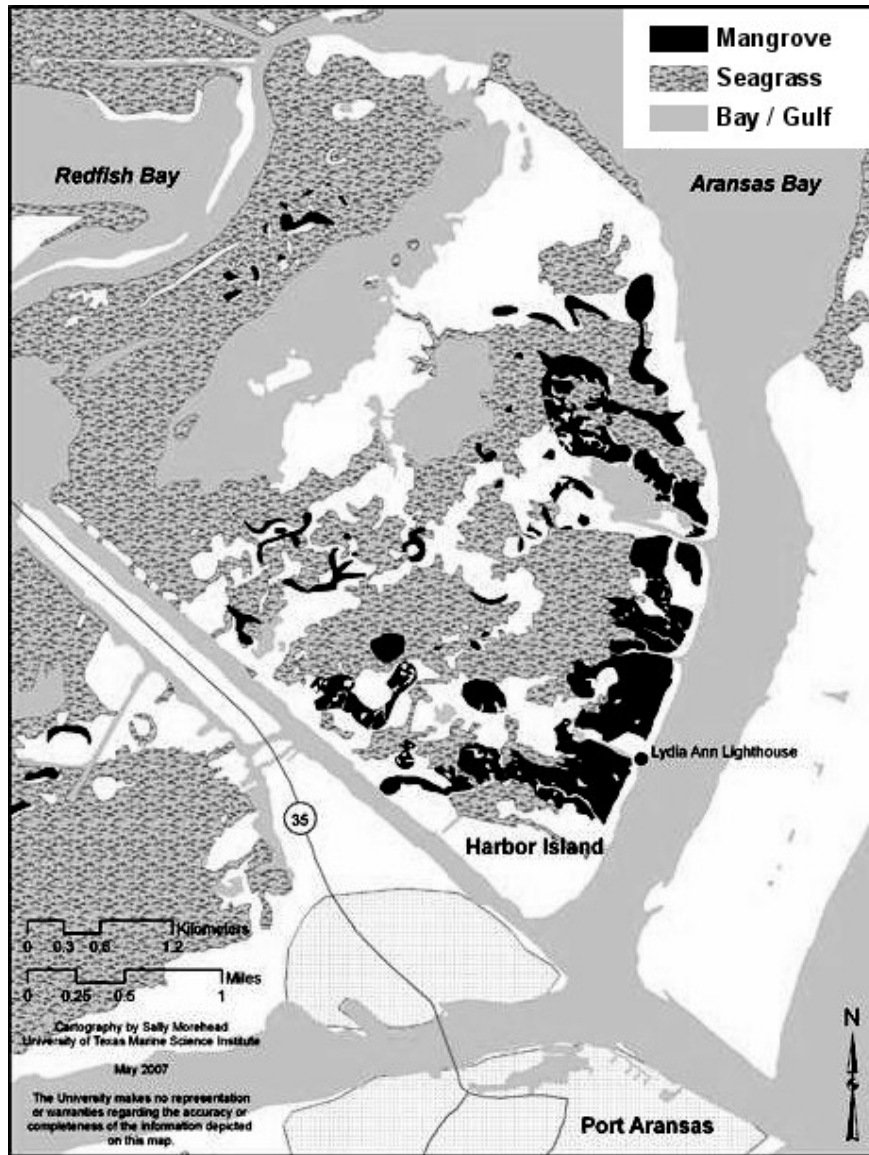 Mangrove
Seagrass
Bay / Gulf
Redfish Bay
Aransas Bay
Lydia Ann Lighthouse
35
Harbor Island
Kilometers
0 0.3 0.6 1.2
Miles
0 0.25 0.5 1
Cartography by Sally Morehead
University of Texas Marine Science Institute
May 2007
The University makes no representation
or warranties regarding the accuracy or
completeness of the information depicted
on this map.
N
Port Aransas